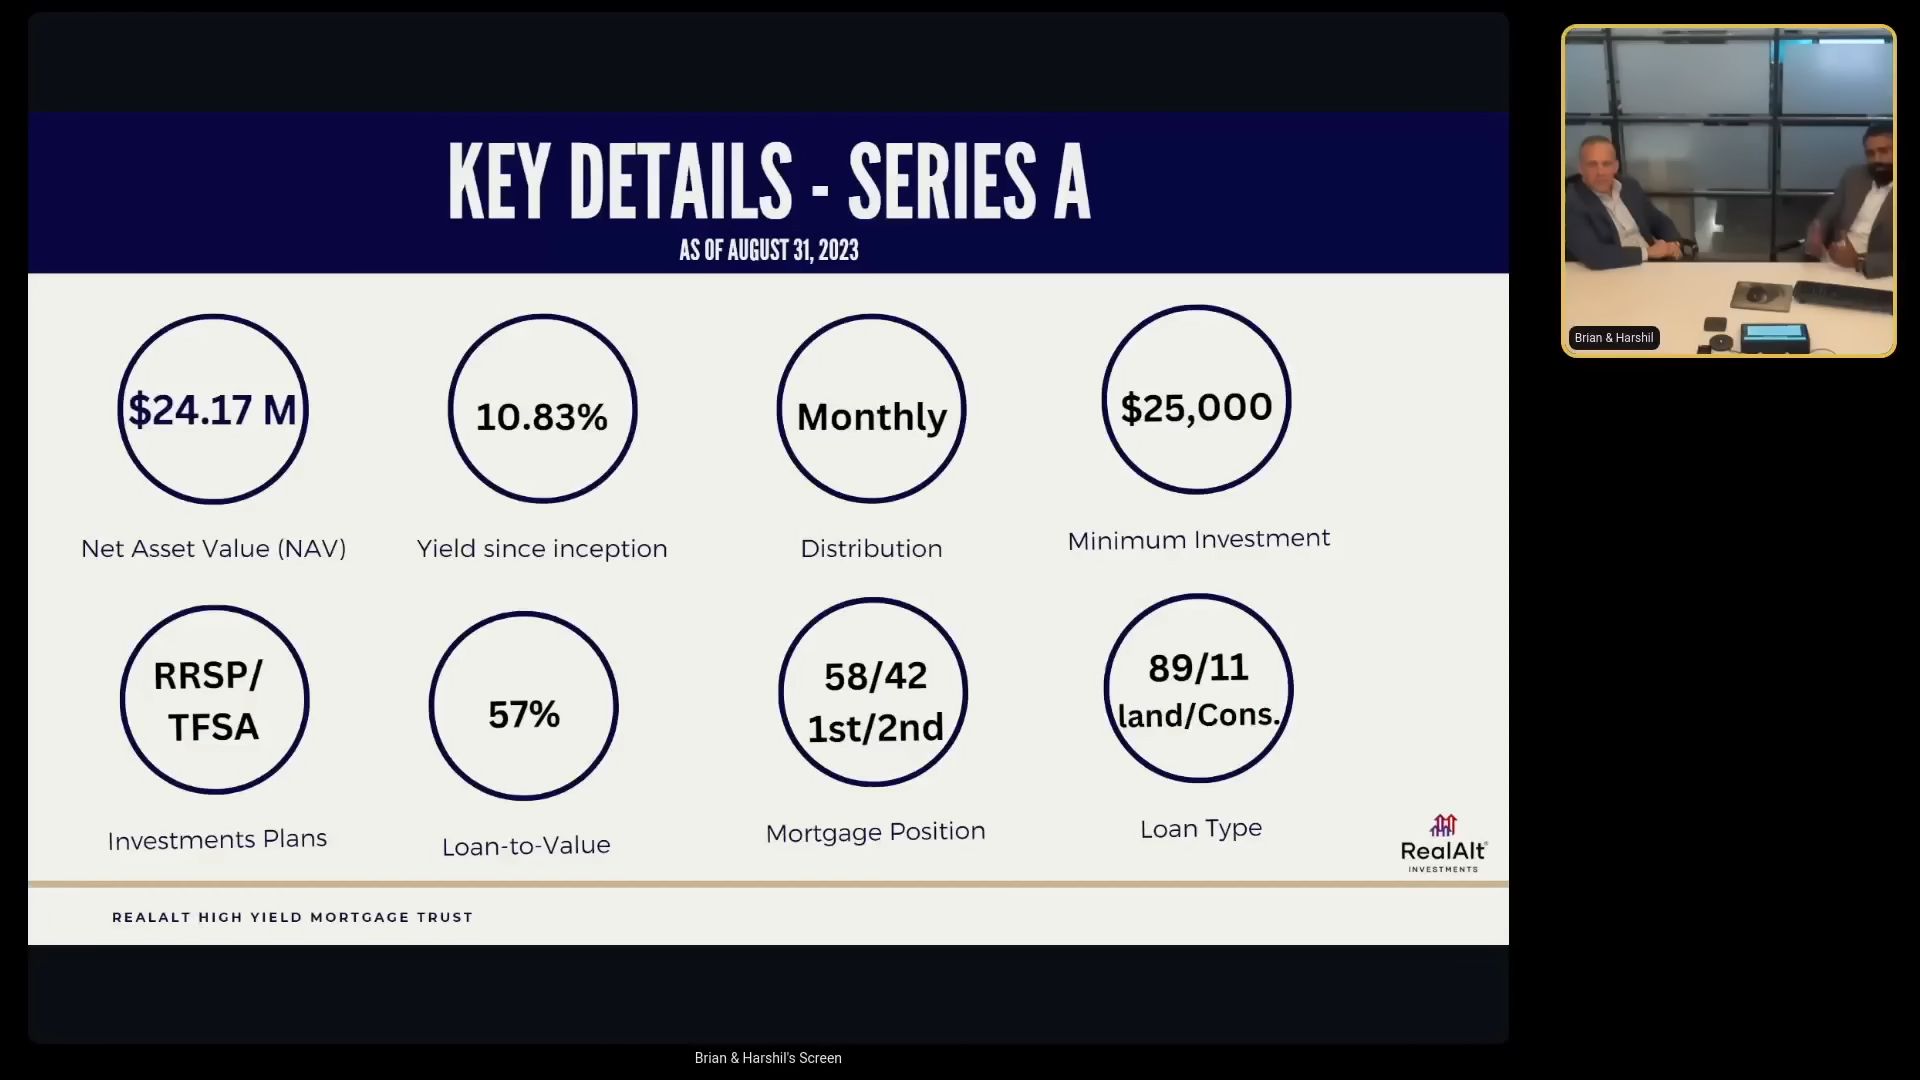 KEY DETAILS - SERIES A
AS OF AUGUST 31, 2023
$24.17 M
10.83%
Monthly
$25,000
Net Asset Value (NAV)
Yield since inception
Distribution
Minimum Investment
RRSP/
TFSA
57%
58/42
1st/2nd
89/11
land/Cons.
Investments Plans
Loan-to-Value
Mortgage Position
Loan Type
RealAlt
INVESTMENTS
REALALT HIGH YIELD MORTGAGE TRUST
Brian & Harshil
Brian & Harshil's Screen